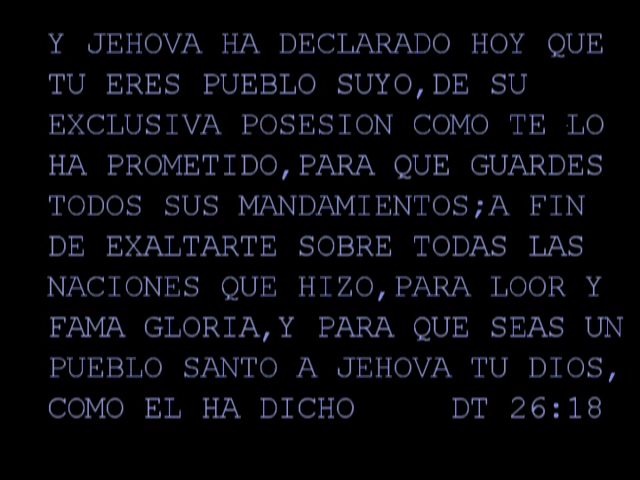 Y JEHOVA HA DECLARADO HOY QUE
TU ERES PUEBLO SUYO,DE SU
EXCLUSIVA POSESION COMO TE LO
HA PROMETIDO,PARA QUE GUARDES
TODOS SUS MANDAMIENTOS;A FIN
DE EXALTARTE SOBRE TODAS LAS
NACIONES QUE HIZO,PARA LOOR Y
FAMA GLORIA,Y PARA QUE SEAS UN
PUEBLO SANTO A JEHOVA TU DIOS,
COMO EL HA DICHO DT 26:18